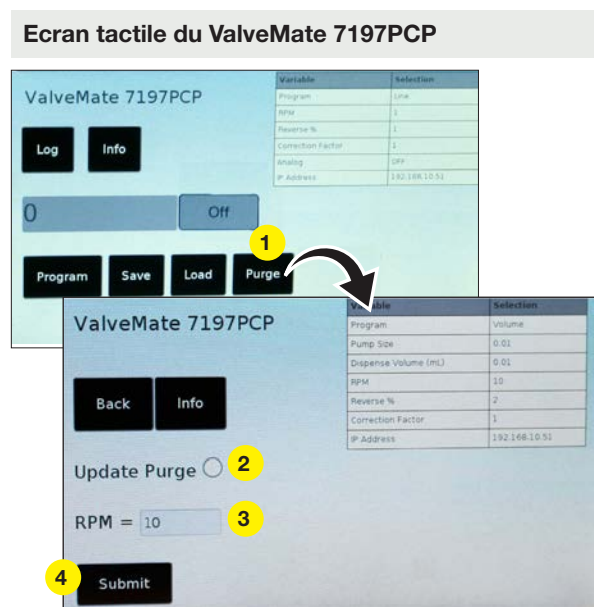 Ecran tactile du ValveMate 7197PCP
ValveMate 7197PCP
Variable Selection
Program Line
RPM 1
Reverse % 1
Correction Factor 1
Analog OFF
IP Address 192.168.10.51
Log Info
0 Off
1
Program Save Load Purge
ValveMate 7197PCP
Variable Selection
Program Volume
Pump Size 0.01
Dispense Volume (mL) 0.01
RPM 10
Reverse % 2
Correction Factor 1
IP Address 192.168.10.51
Back Info
Update Purge 2
RPM = 10 3
4 Submit